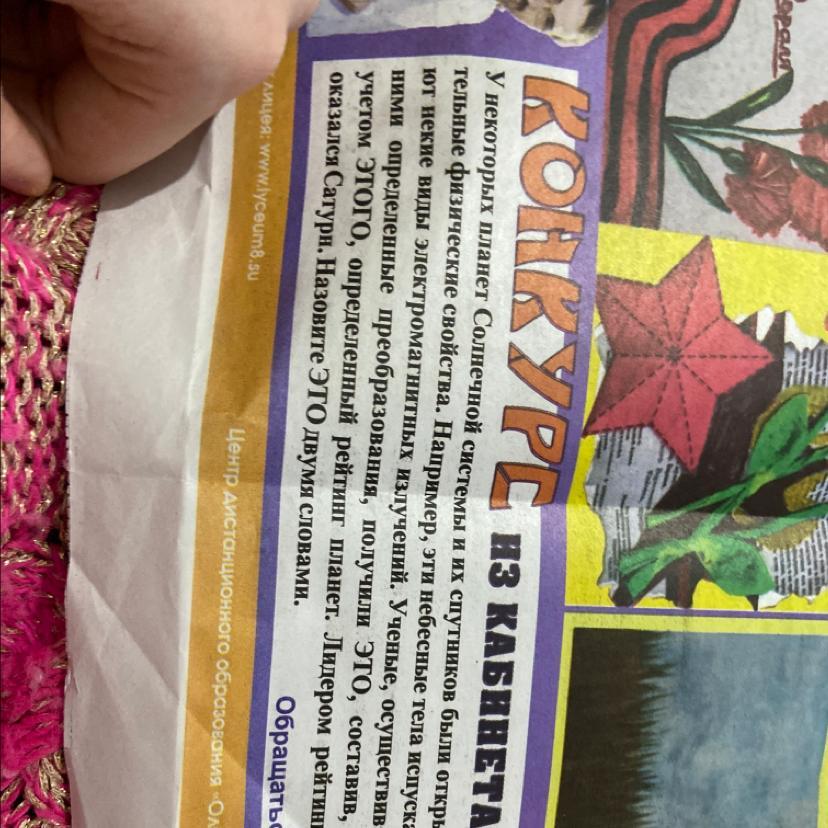 КОНКУРС ИЗ КАБИНЕТА
У некоторых планет Солнечной системы и их спутников были откры
тельные физические свойства. Например, эти небесные тела испуска
ют некие виды электромагнитных излучений. Ученые, осуществив
ними определенные преобразования, получили ЭТО, составив,
учетом ЭТОГО, определенный рейтинг планет. Лидером рейтин
оказался Сатурн. Назовите ЭТО двумя словами.
Обращатьс
лицея: www.lyceum8.su
Центр дистанционного образования «Ол